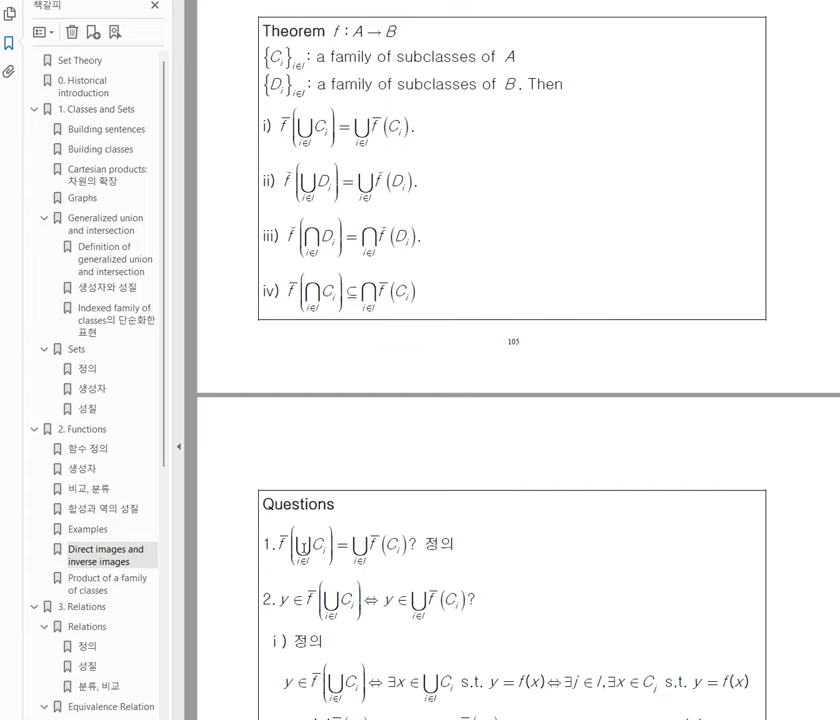 책갈피
Set Theory
0. Historical
introduction
1. Classes and Sets
Building sentences
Building classes
Cartesian products:
차원의 확장
Graphs
Generalized union
and intersection
Definition of
generalized union
and intersection
생성자와 성질
Indexed family of
classes의 단순화한
표현
Sets
정의
생성자
성질
2. Functions
함수 정의
생성자
비교, 분류
합성과 역의 성질
Examples
Direct images and
inverse images
Product of a family
of classes
3. Relations
Relations
정의
성질
분류, 비교
Equivalence Relation
Theorem f : A → B
{C_i}_{i∈I} : a family of subclasses of A
{D_i}_{i∈I} : a family of subclasses of B. Then
i) f̅(⋃_{i∈I} C_i) = ⋃_{i∈I} f̅(C_i).
ii) f̌(⋃_{i∈I} D_i) = ⋃_{i∈I} f̌(D_i).
iii) f̌(⋂_{i∈I} D_i) = ⋂_{i∈I} f̌(D_i).
iv) f̅(⋂_{i∈I} C_i) ⊆ ⋂_{i∈I} f̅(C_i)
105
Questions
1. f̅(⋃_{i∈I} C_i) = ⋃_{i∈I} f̅(C_i)? 정의
2. y ∈ f̅(⋃_{i∈I} C_i) ⇔ y ∈ ⋃_{i∈I} f̅(C_i)?
i) 정의
y ∈ f̅(⋃_{i∈I} C_i) ⇔ ∃x ∈ ⋃_{i∈I} C_i s.t. y = f(x) ⇔ ∃j ∈ I, ∃x ∈ C_j s.t. y = f(x)